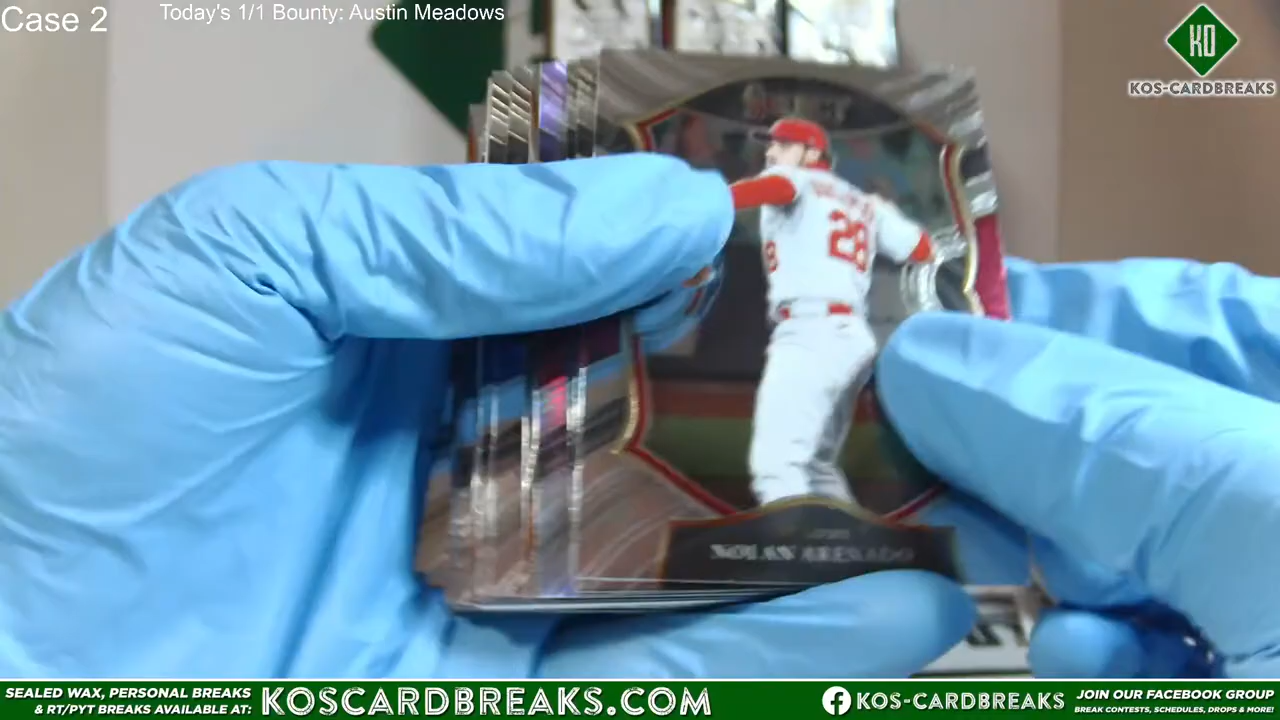 Case 2
Today's 1/1 Bounty: Austin Meadows
KO
KOS-CARDBREAKS
SELECT
28
NOLAN ARENADO
SEALED WAX, PERSONAL BREAKS
& RT/PYT BREAKS AVAILABLE AT:
KOSCARDBREAKS.COM
KOS-CARDBREAKS
JOIN OUR FACEBOOK GROUP
BREAK CONTESTS, SCHEDULES, DROPS & MORE!